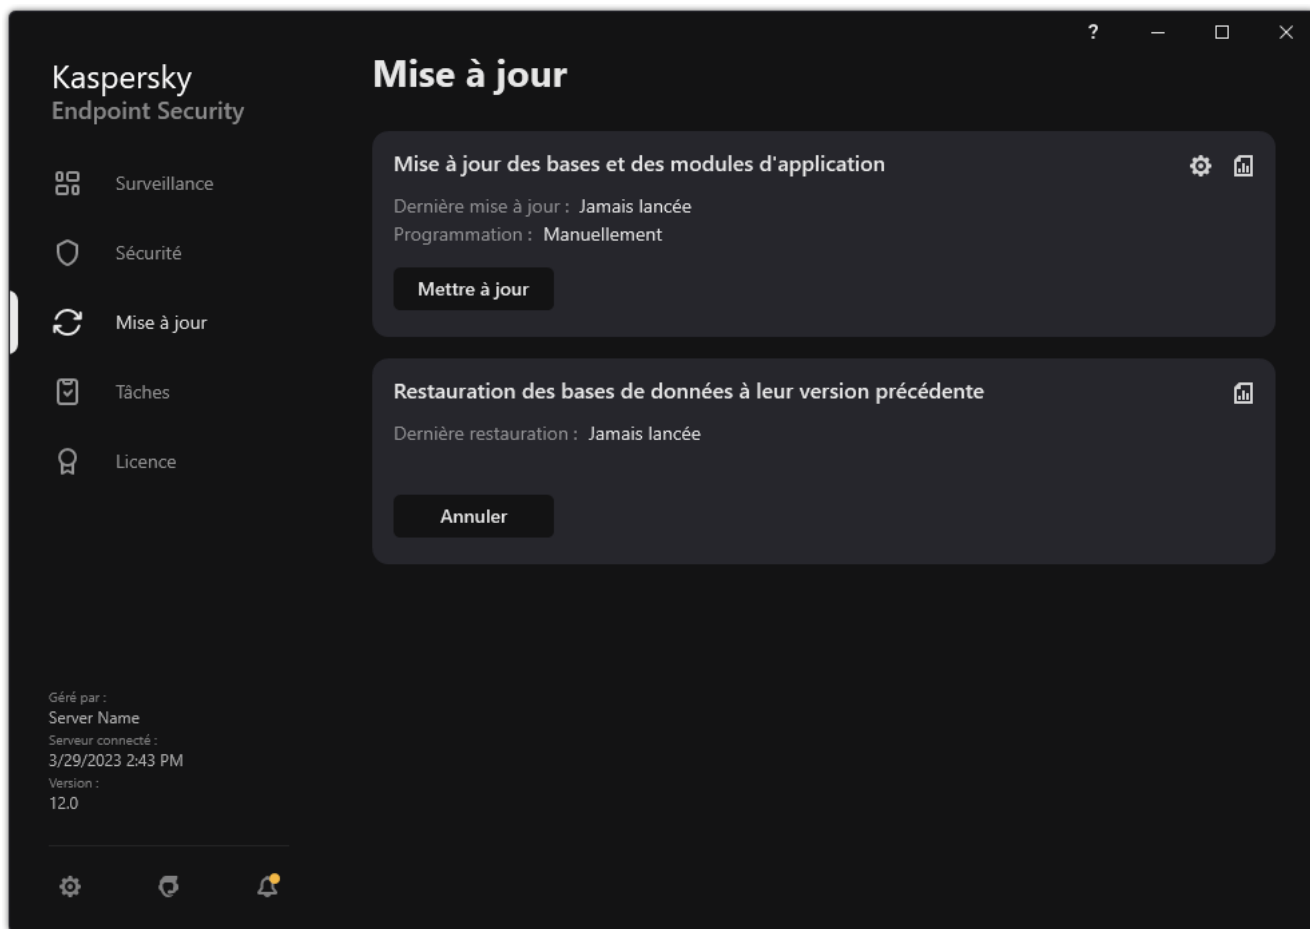 ?
Kaspersky
Endpoint Security
Surveillance
Sécurité
Mise à jour
Tâches
Licence
Géré par :
Server Name
Serveur connecté :
3/29/2023 2:43 PM
Version :
12.0
Mise à jour
Mise à jour des bases et des modules d'application
Dernière mise à jour : Jamais lancée
Programmation : Manuellement
Mettre à jour
Restauration des bases de données à leur version précédente
Dernière restauration : Jamais lancée
Annuler